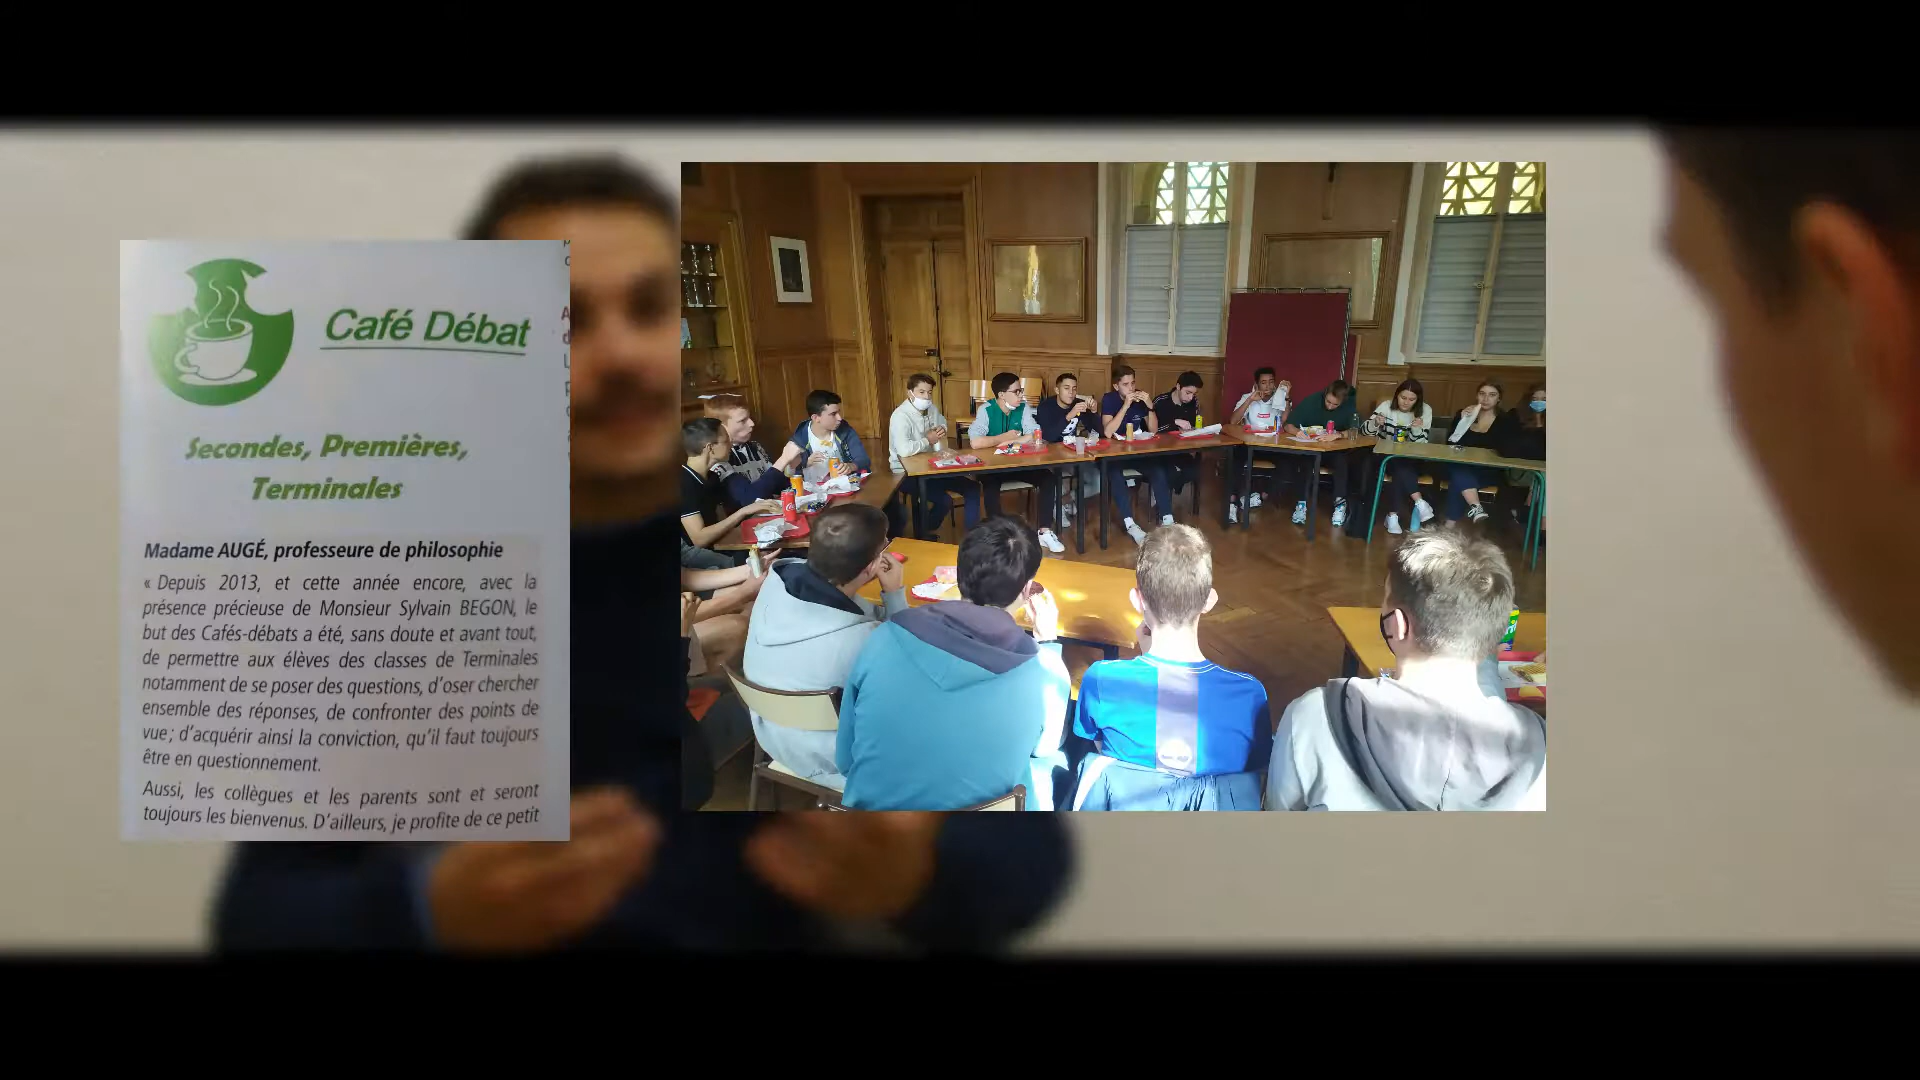 Café Débat
Secondes, Premières,
Terminales
Madame AUGÉ, professeure de philosophie
« Depuis 2013, et cette année encore, avec la
présence précieuse de Monsieur Sylvain BEGON, le
but des Cafés-débats a été, sans doute et avant tout,
de permettre aux élèves des classes de Terminales
notamment de se poser des questions, d'oser chercher
ensemble des réponses, de confronter des points de
vue; d'acquérir ainsi la conviction, qu'il faut toujours
être en questionnement.
Aussi, les collègues et les parents sont et seront
toujours les bienvenus. D'ailleurs, je profite de ce petit